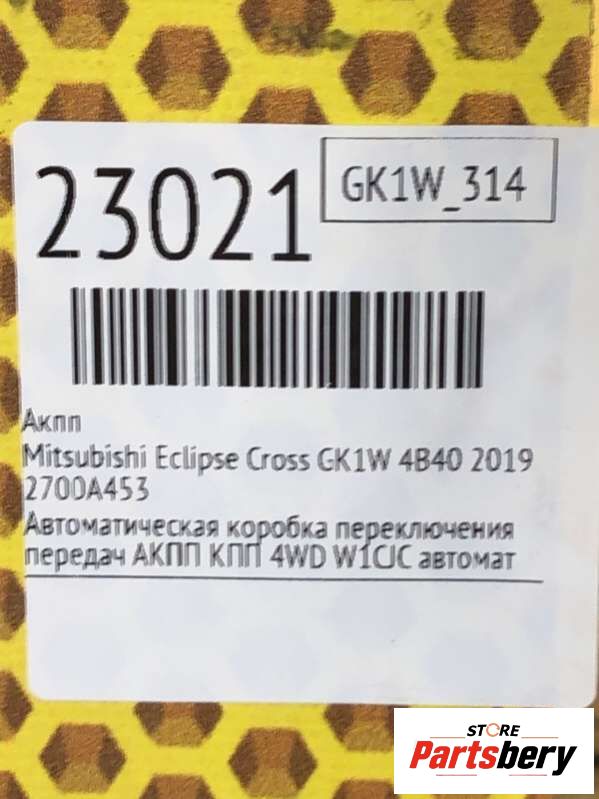 23021
GK1W_314
Акпп
Mitsubishi Eclipse Cross GK1W 4B40 2019
2700A453
Автоматическая коробка переключения
передач АКПП КПП 4WD W1CJC автомат
STORE
Partsbery